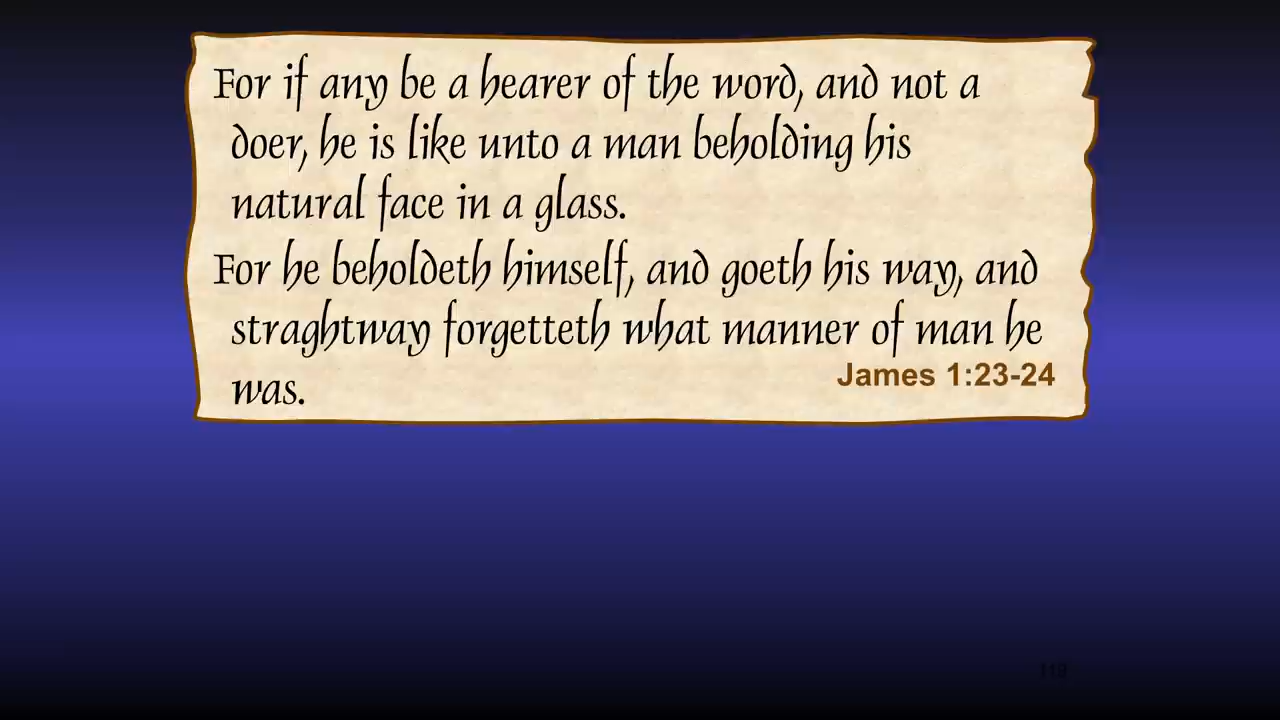 For if any be a hearer of the word, and not a
doer, he is like unto a man beholding his
natural face in a glass.
For he beholdeth himself, and goeth his way, and
straghtway forgetteth what manner of man he
was.
James 1:23-24